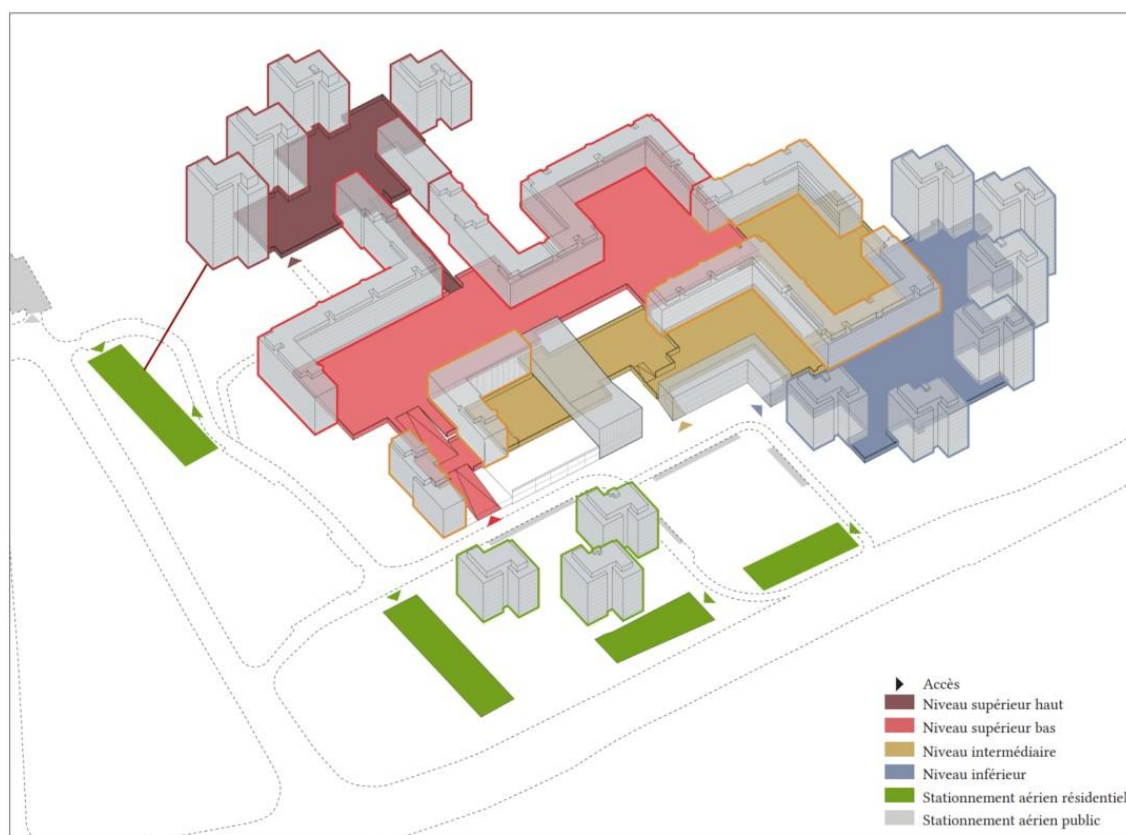 Accès
Niveau supérieur haut
Niveau supérieur bas
Niveau intermédiaire
Niveau inférieur
Stationnement aérien résidentiel
Stationnement aérien public